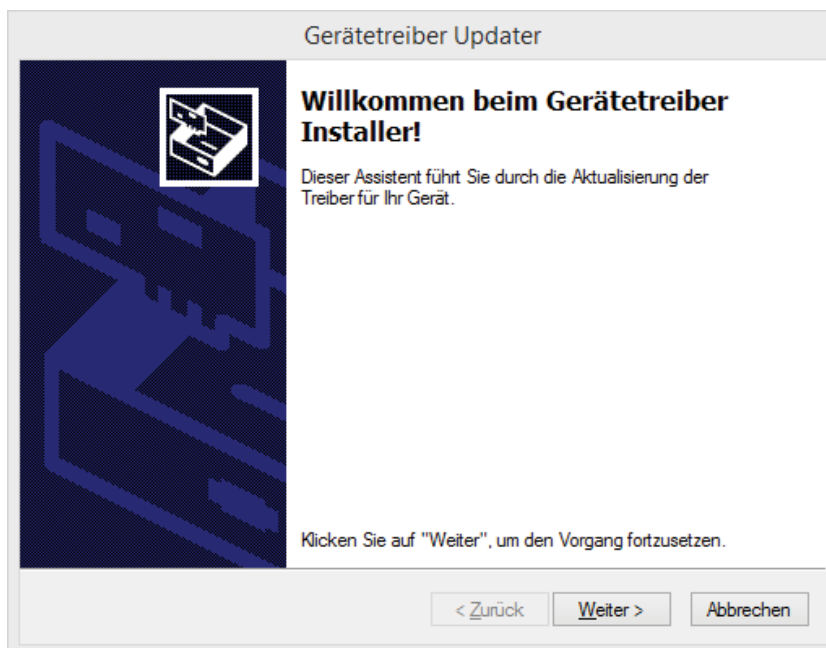 Gerätetreiber Updater
Willkommen beim Gerätetreiber
Installer!
Dieser Assistent führt Sie durch die Aktualisierung der
Treiber für Ihr Gerät.
Klicken Sie auf "Weiter", um den Vorgang fortzusetzen.
< Zurück   Weiter >   Abbrechen